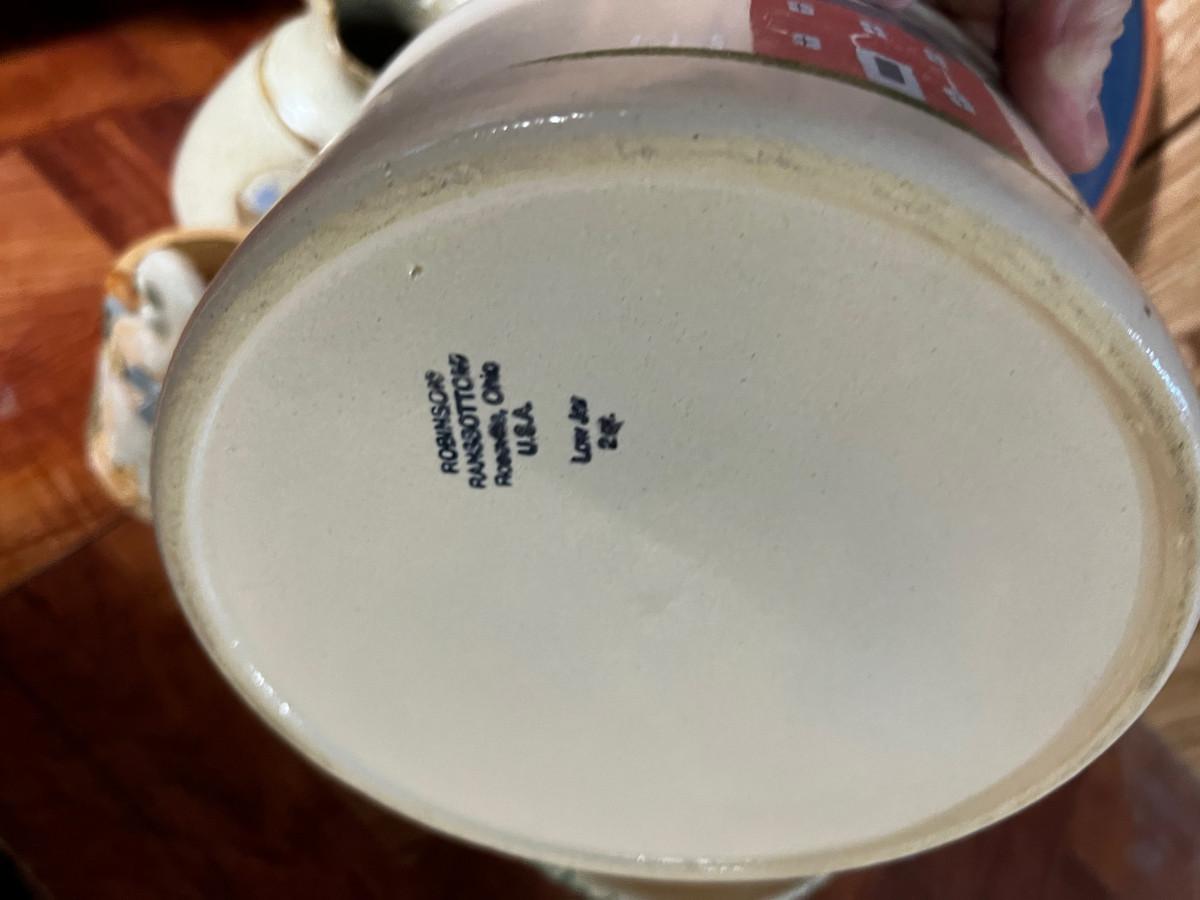 ROBINSON
RANSBOTTOM
Roseville, Ohio
U.S.A.
Low Jar
2 qt.